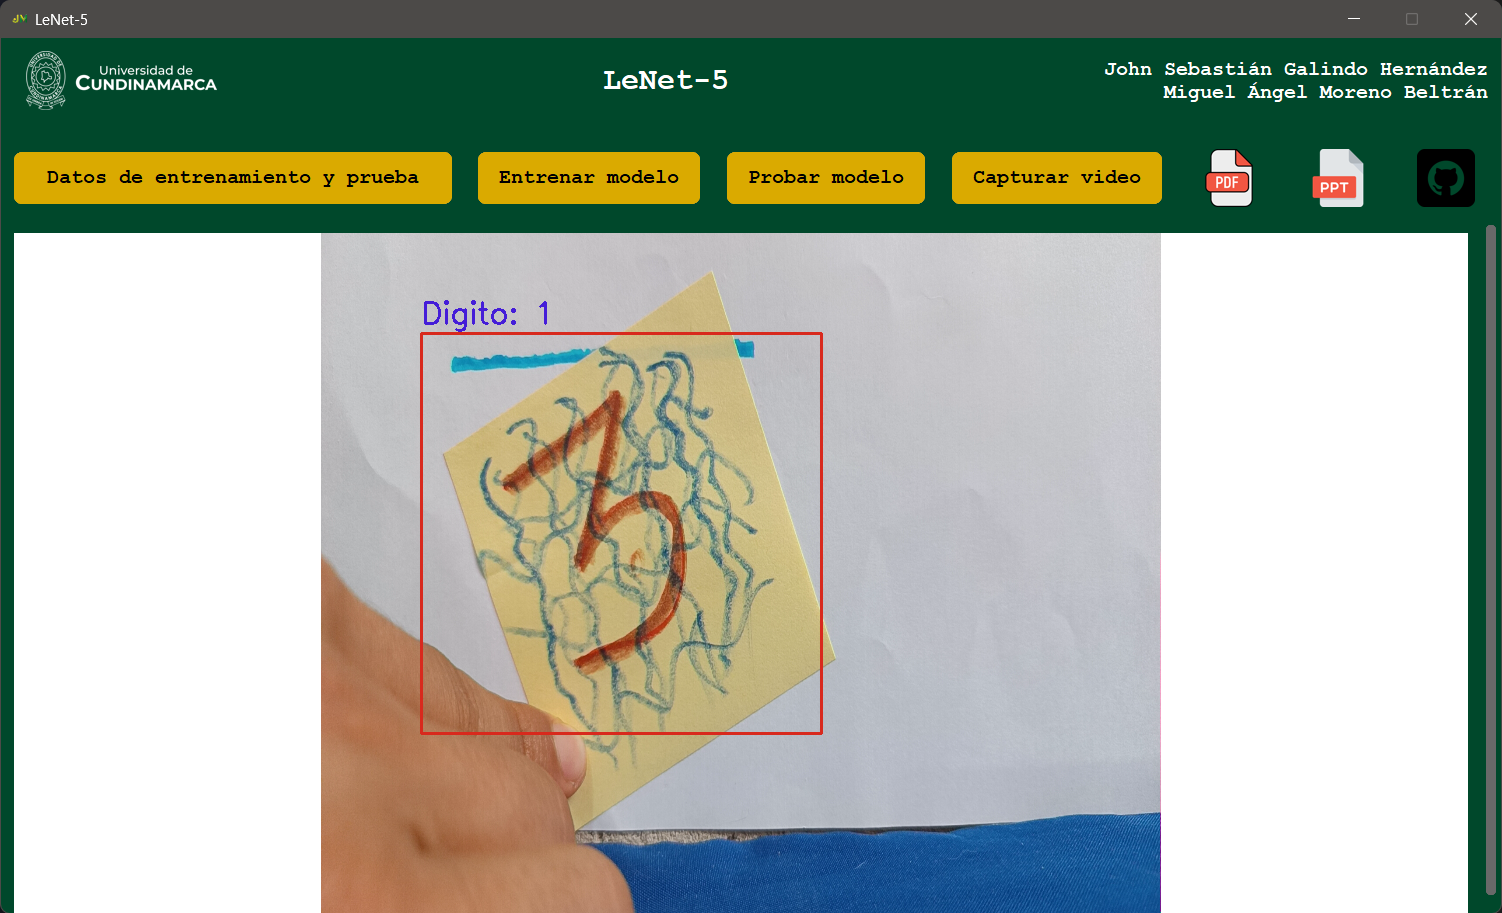 LeNet-5
Universidad de
CUNDINAMARCA
LeNet-5
John Sebastián Galindo Hernández
Miguel Ángel Moreno Beltrán
Datos de entrenamiento y prueba
Entrenar modelo
Probar modelo
Capturar video
PDF
PPT
Digito: 1
3